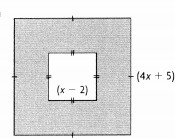 (x − 2)
(4x + 5)